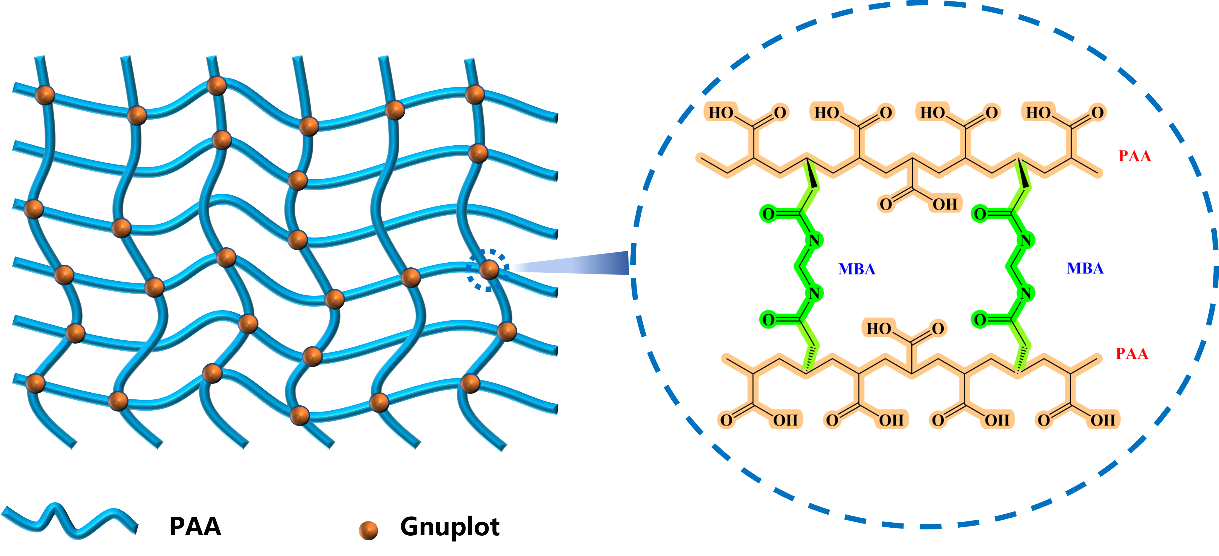 HO O HO O HO O HO O
PAA
O OH
O O
N N
MBA MBA
N N
O O
HO O
PAA
O OH O OH O OH O OH
PAA Gnuplot